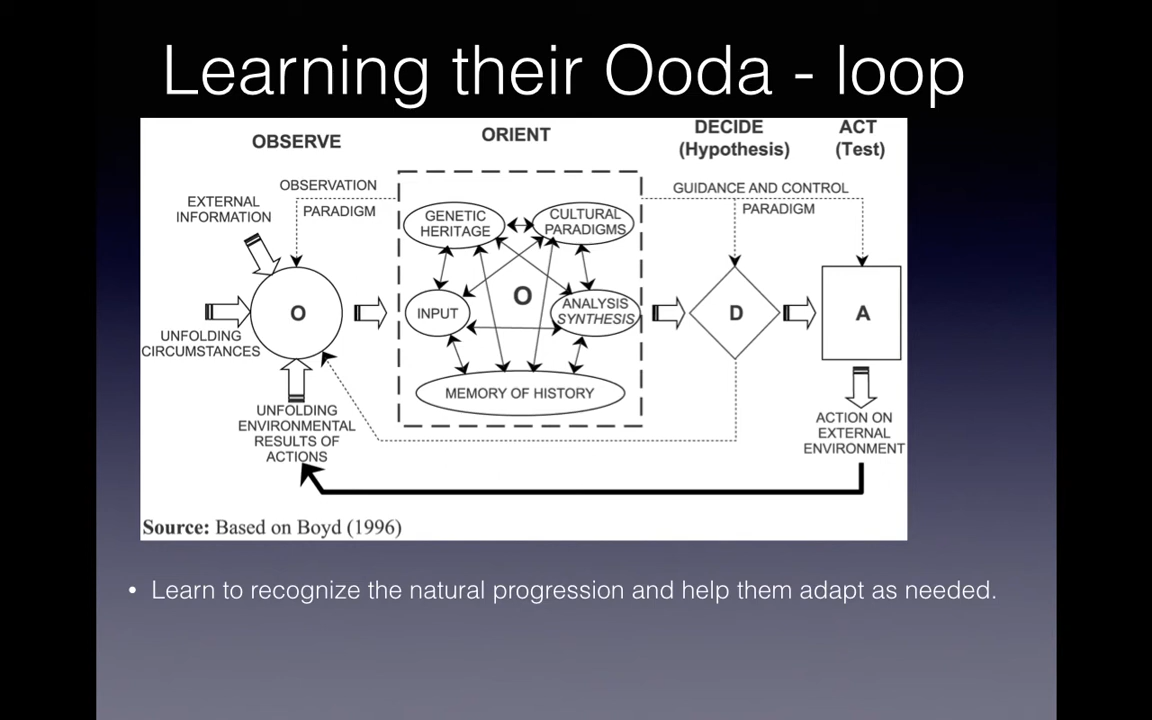 Learning their Ooda - loop
OBSERVE
ORIENT
DECIDE
(Hypothesis)
ACT
(Test)
OBSERVATION
PARADIGM
EXTERNAL
INFORMATION
UNFOLDING
CIRCUMSTANCES
O
UNFOLDING
ENVIRONMENTAL
RESULTS OF
ACTIONS
GENETIC
HERITAGE
CULTURAL
PARADIGMS
O
INPUT
ANALYSIS
SYNTHESIS
MEMORY OF HISTORY
GUIDANCE AND CONTROL
PARADIGM
D
A
ACTION ON
EXTERNAL
ENVIRONMENT
Source: Based on Boyd (1996)
• Learn to recognize the natural progression and help them adapt as needed.